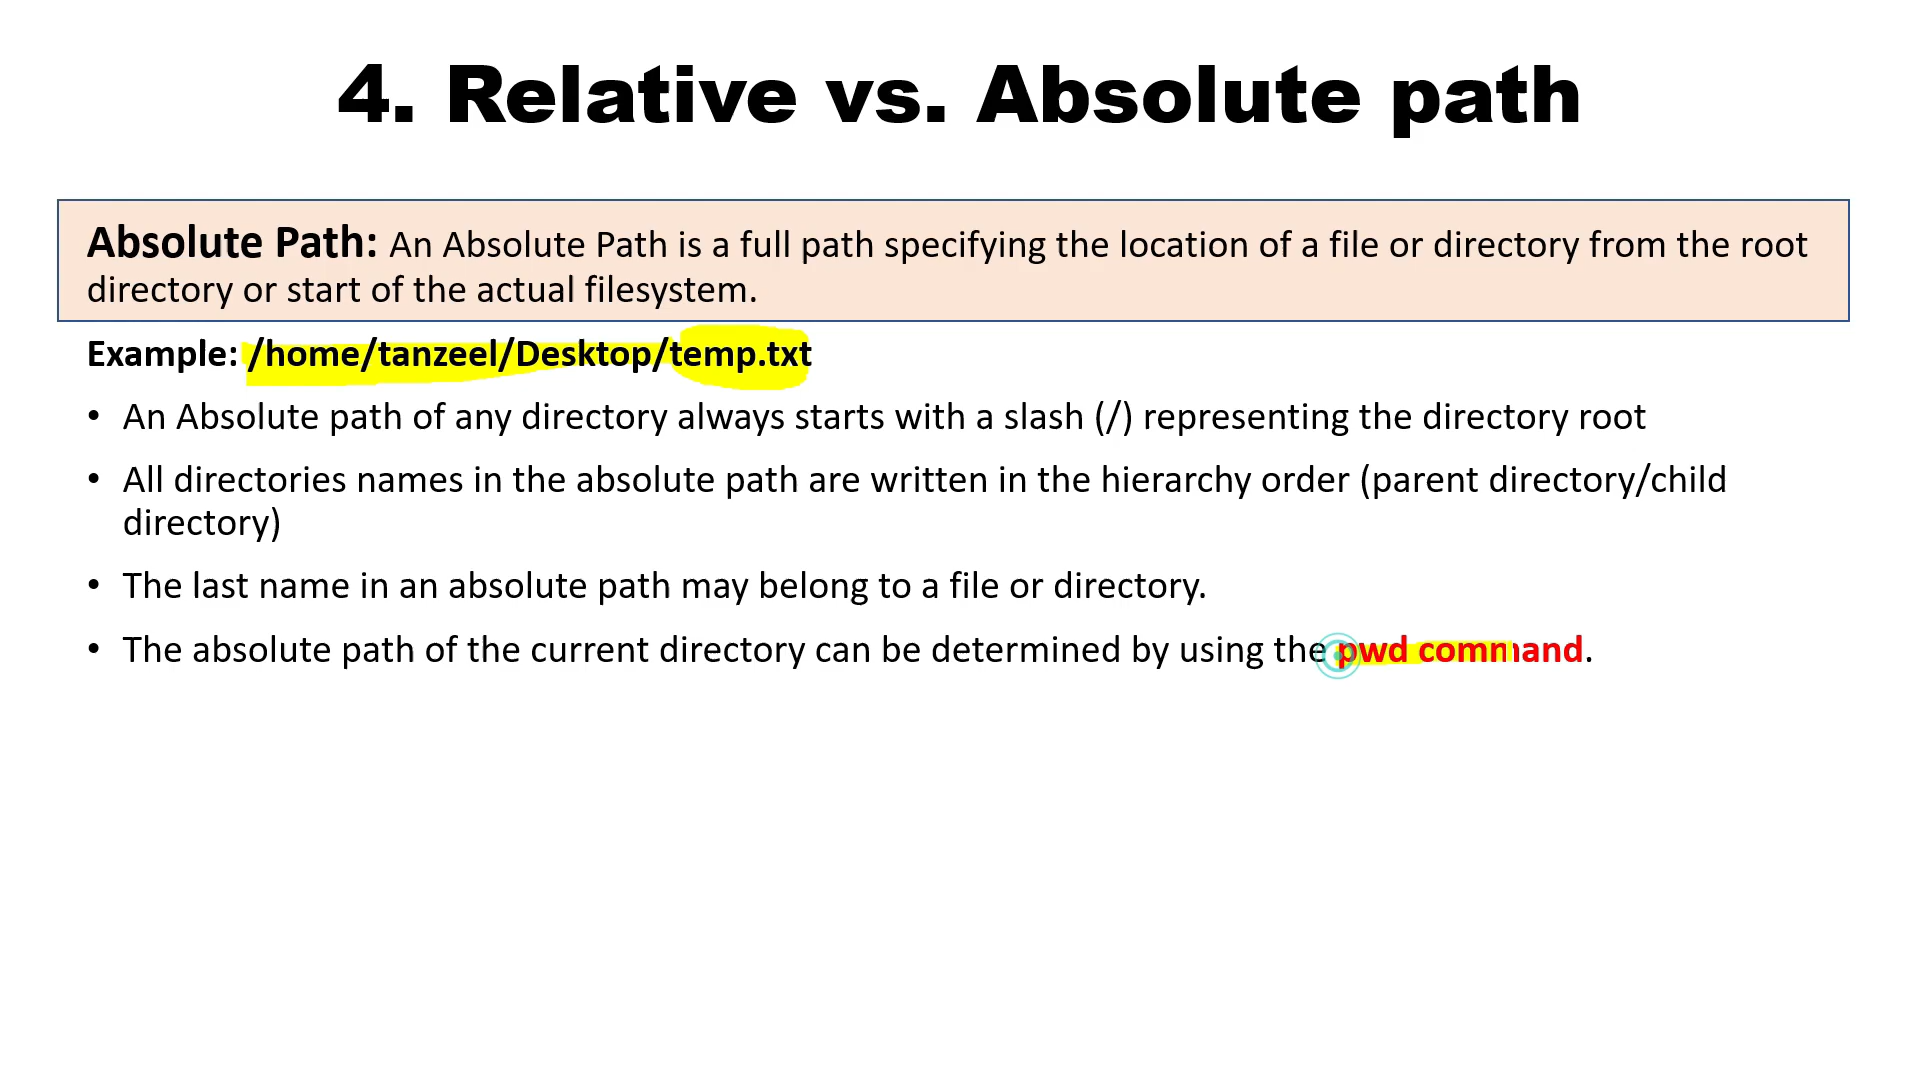 4. Relative vs. Absolute path
Absolute Path: An Absolute Path is a full path specifying the location of a file or directory from the root
directory or start of the actual filesystem.
Example: /home/tanzeel/Desktop/temp.txt
• An Absolute path of any directory always starts with a slash (/) representing the directory root
• All directories names in the absolute path are written in the hierarchy order (parent directory/child
directory)
• The last name in an absolute path may belong to a file or directory.
• The absolute path of the current directory can be determined by using the pwd command.